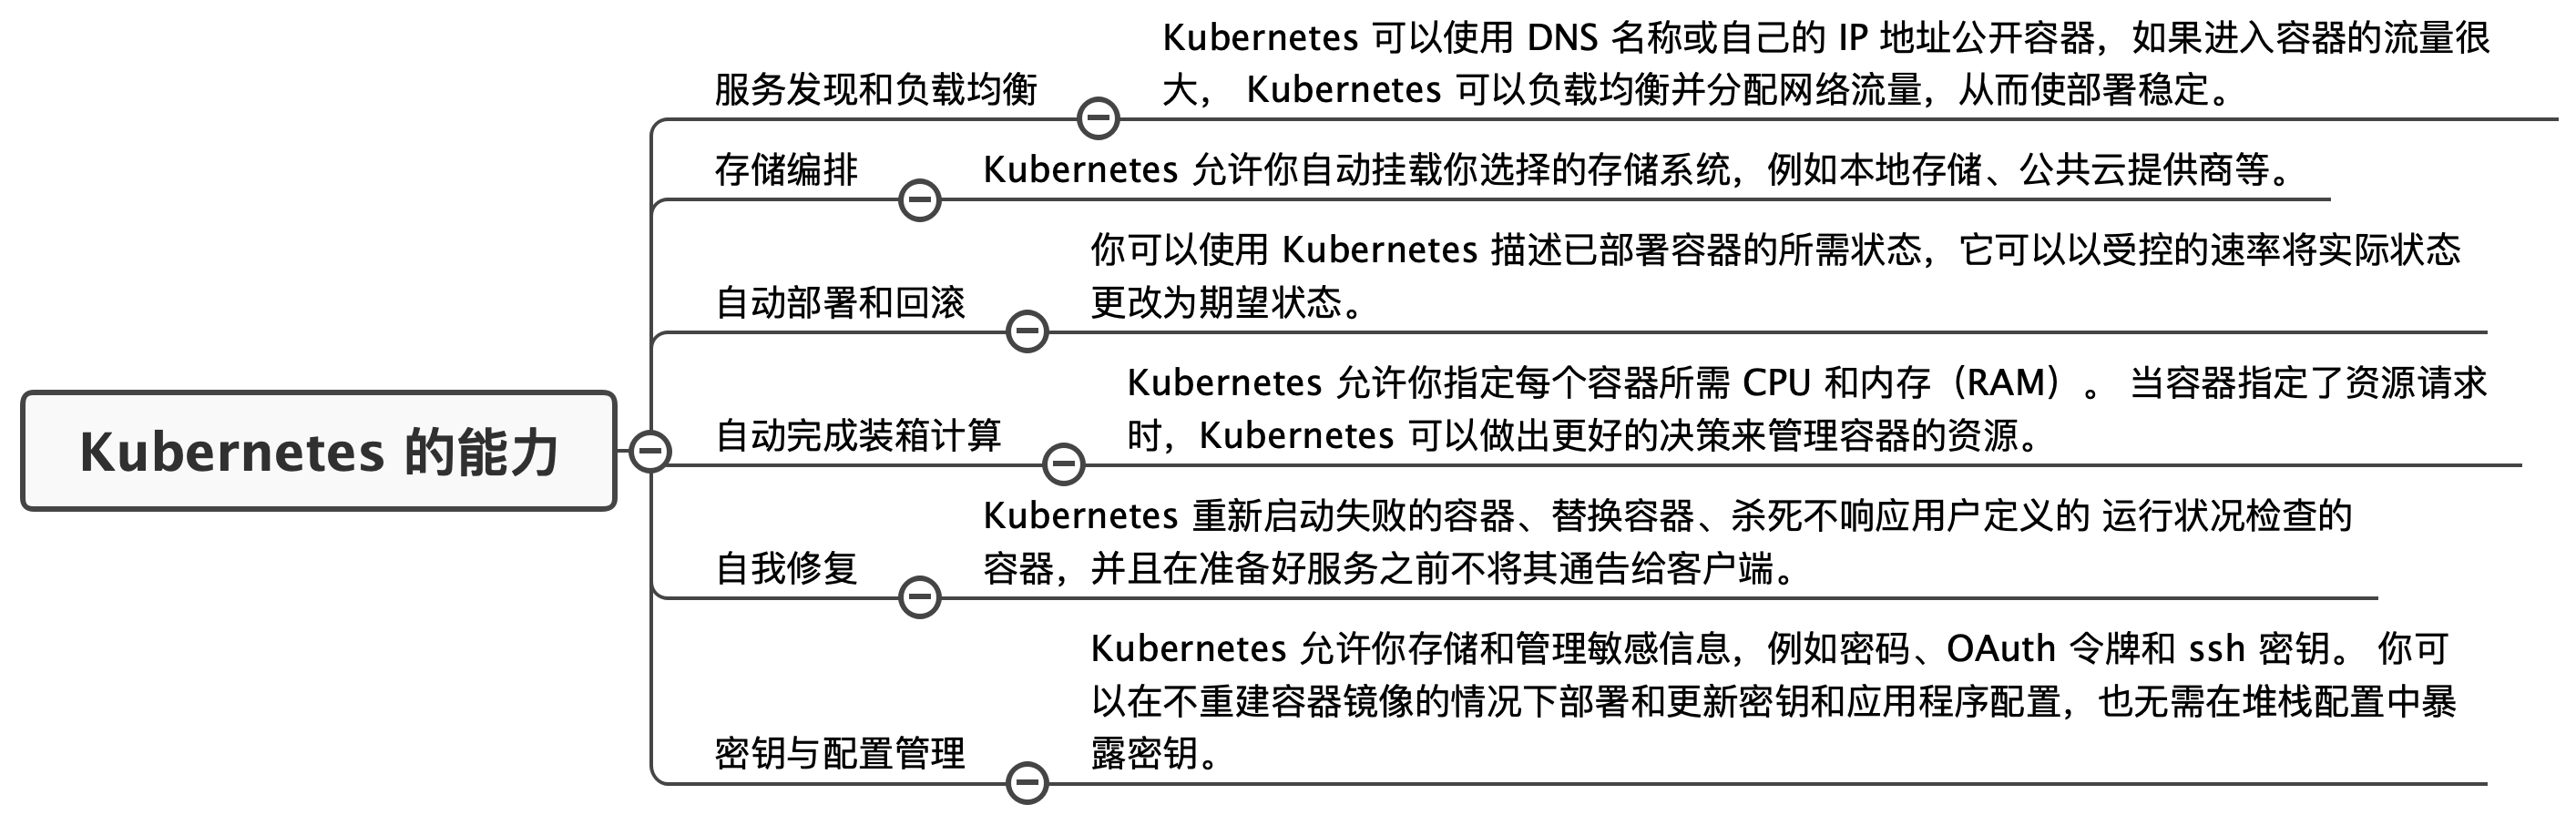 Kubernetes 的能力
服务发现和负载均衡
Kubernetes 可以使用 DNS 名称或自己的 IP 地址公开容器，如果进入容器的流量很
大， Kubernetes 可以负载均衡并分配网络流量，从而使部署稳定。
存储编排
Kubernetes 允许你自动挂载你选择的存储系统，例如本地存储、公共云提供商等。
自动部署和回滚
你可以使用 Kubernetes 描述已部署容器的所需状态，它可以以受控的速率将实际状态
更改为期望状态。
自动完成装箱计算
Kubernetes 允许你指定每个容器所需 CPU 和内存（RAM）。 当容器指定了资源请求
时，Kubernetes 可以做出更好的决策来管理容器的资源。
自我修复
Kubernetes 重新启动失败的容器、替换容器、杀死不响应用户定义的 运行状况检查的
容器，并且在准备好服务之前不将其通告给客户端。
密钥与配置管理
Kubernetes 允许你存储和管理敏感信息，例如密码、OAuth 令牌和 ssh 密钥。 你可
以在不重建容器镜像的情况下部署和更新密钥和应用程序配置，也无需在堆栈配置中暴
露密钥。